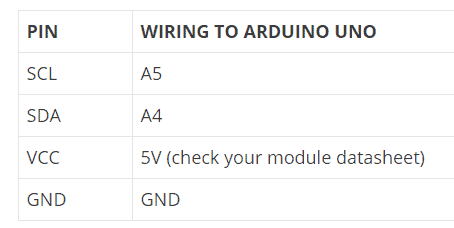 PIN WIRING TO ARDUINO UNO
SCL A5
SDA A4
VCC 5V (check your module datasheet)
GND GND